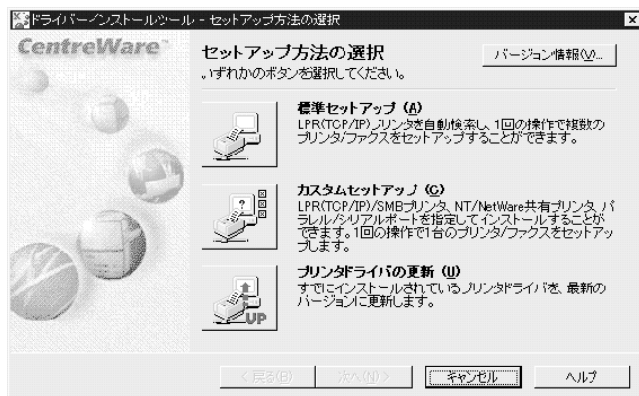 ドライバーインストールツール - セットアップ方法の選択
CentreWare™
セットアップ方法の選択
いずれかのボタンを選択してください。
バージョン情報(V)...
標準セットアップ (A)
LPR(TCP/IP)プリンタを自動検索し、1回の操作で複数の
プリンタ/ファクスをセットアップすることができます。
カスタムセットアップ (C)
LPR(TCP/IP)/SMBプリンタ、NT/NetWare共有プリンタ、パ
ラレル/シリアルポートを指定してインストールすることが
できます。1回の操作で1台のプリンタ/ファクスをセットアッ
プします。
プリンタドライバの更新 (U)
すでにインストールされているプリンタドライバを、最新の
バージョンに更新します。
UP
< 戻る(B)
次へ(N) >
キャンセル
ヘルプ